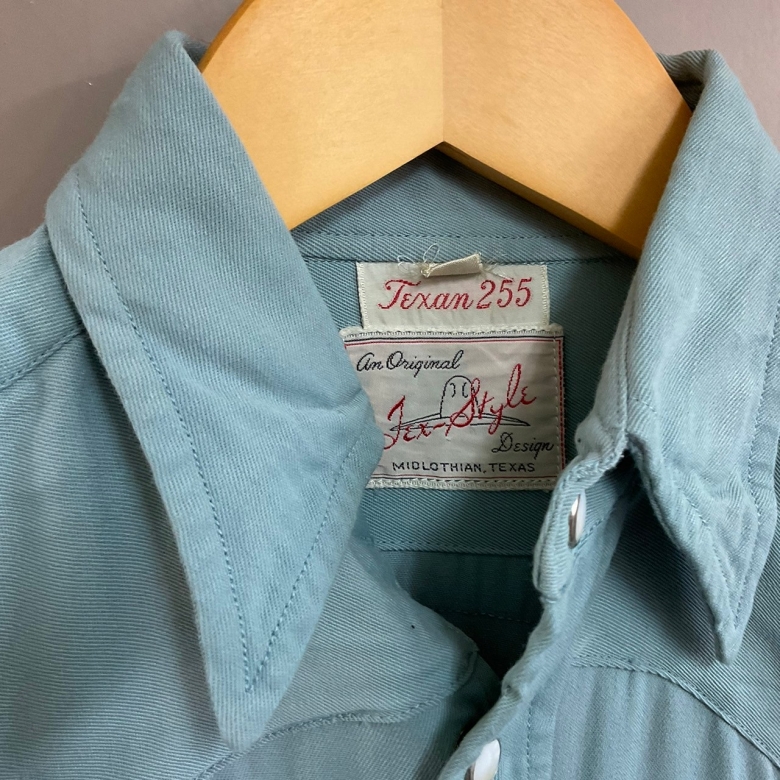 Texan 255
An Original
Tex-Style
Design
MIDLOTHIAN, TEXAS